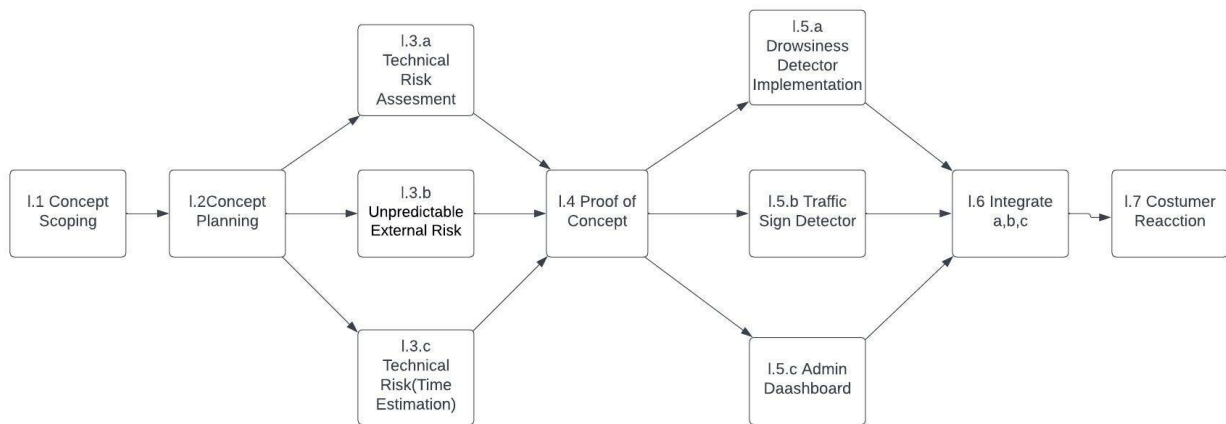 I.1 Concept
Scoping
I.2Concept
Planning
I.3.a
Technical
Risk
Assesment
I.3.b
Unpredictable
External Risk
I.3.c
Technical
Risk(Time
Estimation)
I.4 Proof of
Concept
I.5.a
Drowsiness
Detector
Implementation
I.5.b Traffic
Sign Detector
I.5.c Admin
Daashboard
I.6 Integrate
a,b,c
I.7 Costumer
Reacction